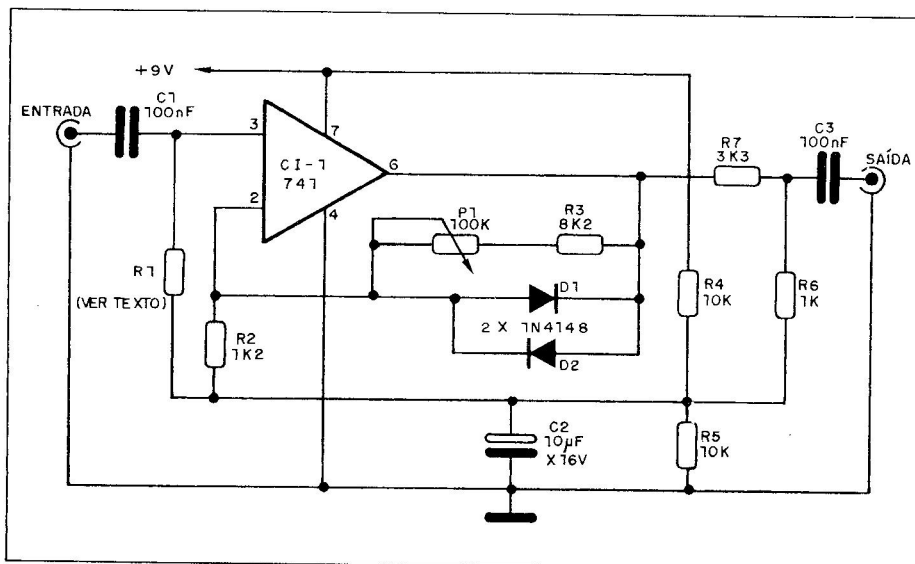 +9V
ENTRADA
C1
100nF
3
7
CI-1
741
6
2
4
R1
(VER TEXTO)
R2
1K2
P1
100K
R3
8K2
D1
2 X 1N4148
D2
R7
3K3
C3
100nF
SAÍDA
R4
10K
R6
1K
C2
10µF
X16V
R5
10K